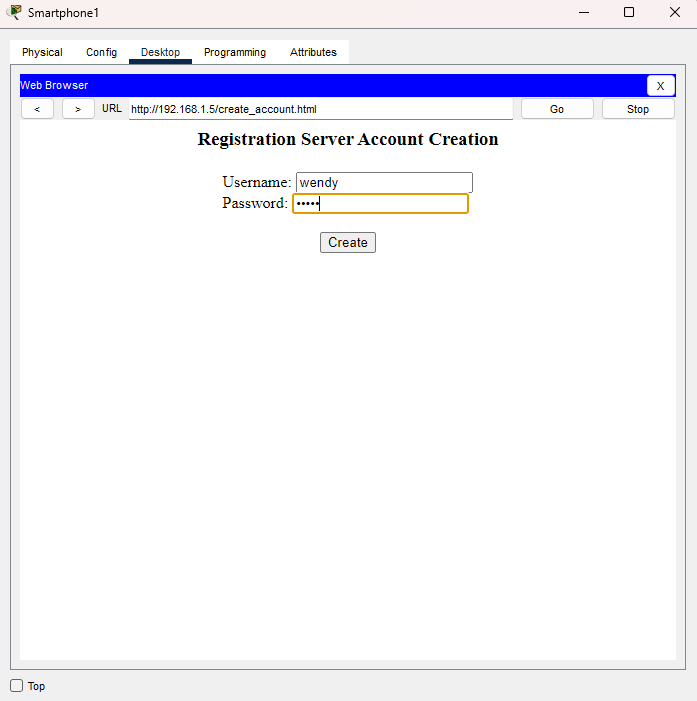 Smartphone1
Physical Config Desktop Programming Attributes
Web Browser X
< > URL http://192.168.1.5/create_account.html Go Stop
Registration Server Account Creation
Username: wendy
Password: •••••
Create
Top